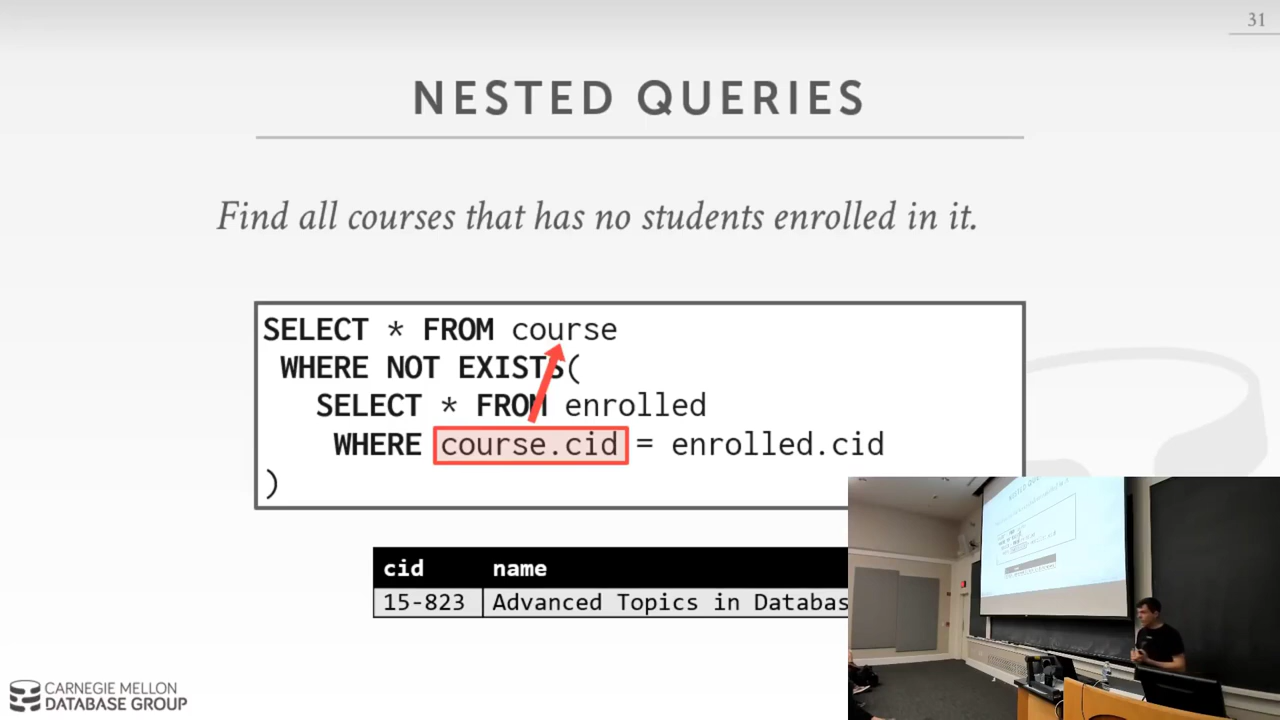 31
NESTED QUERIES
Find all courses that has no students enrolled in it.
SELECT * FROM course
WHERE NOT EXISTS(
SELECT * FROM enrolled
WHERE course.cid = enrolled.cid
)
cid name
15-823 Advanced Topics in Databas
CARNEGIE MELLON
DATABASE GROUP
NESTED